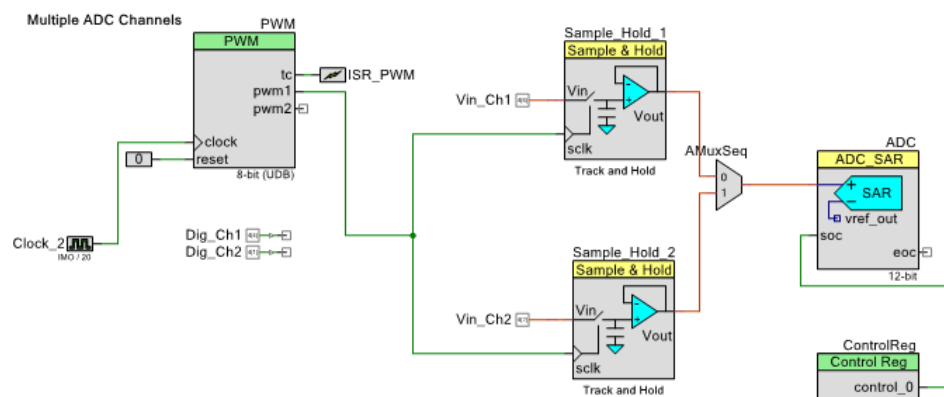 Multiple ADC Channels
PWM
PWM
tc
ISR_PWM
pwm1
pwm2
clock
0
reset
8-bit (UDB)
Clock_2
IMO / 20
Dig_Ch1
Dig_Ch2
Sample_Hold_1
Sample & Hold
Vin_Ch1
Vin
Vout
sclk
Track and Hold
Sample_Hold_2
Sample & Hold
Vin_Ch2
Vin
Vout
sclk
Track and Hold
AMuxSeq
0
1
ADC
ADC_SAR
SAR
vref_out
soc
eoc
12-bit
ControlReg
Control Reg
control_0